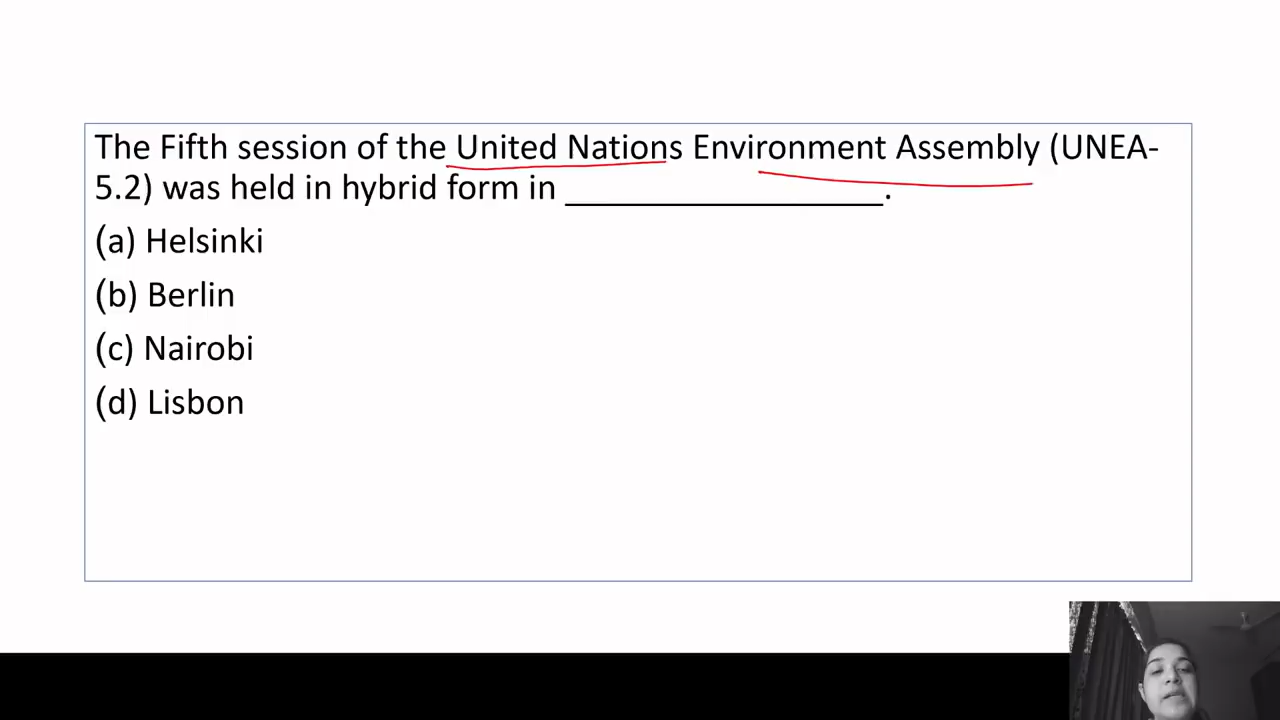 The Fifth session of the United Nations Environment Assembly (UNEA-
5.2) was held in hybrid form in _________________.
(a) Helsinki
(b) Berlin
(c) Nairobi
(d) Lisbon